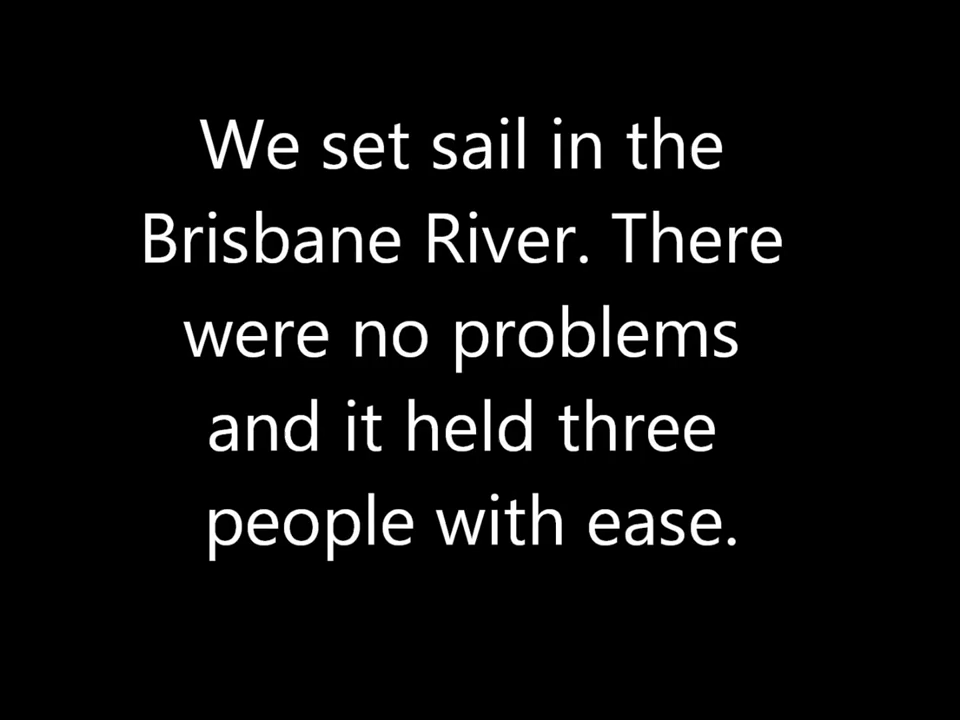 We set sail in the
Brisbane River. There
were no problems
and it held three
people with ease.